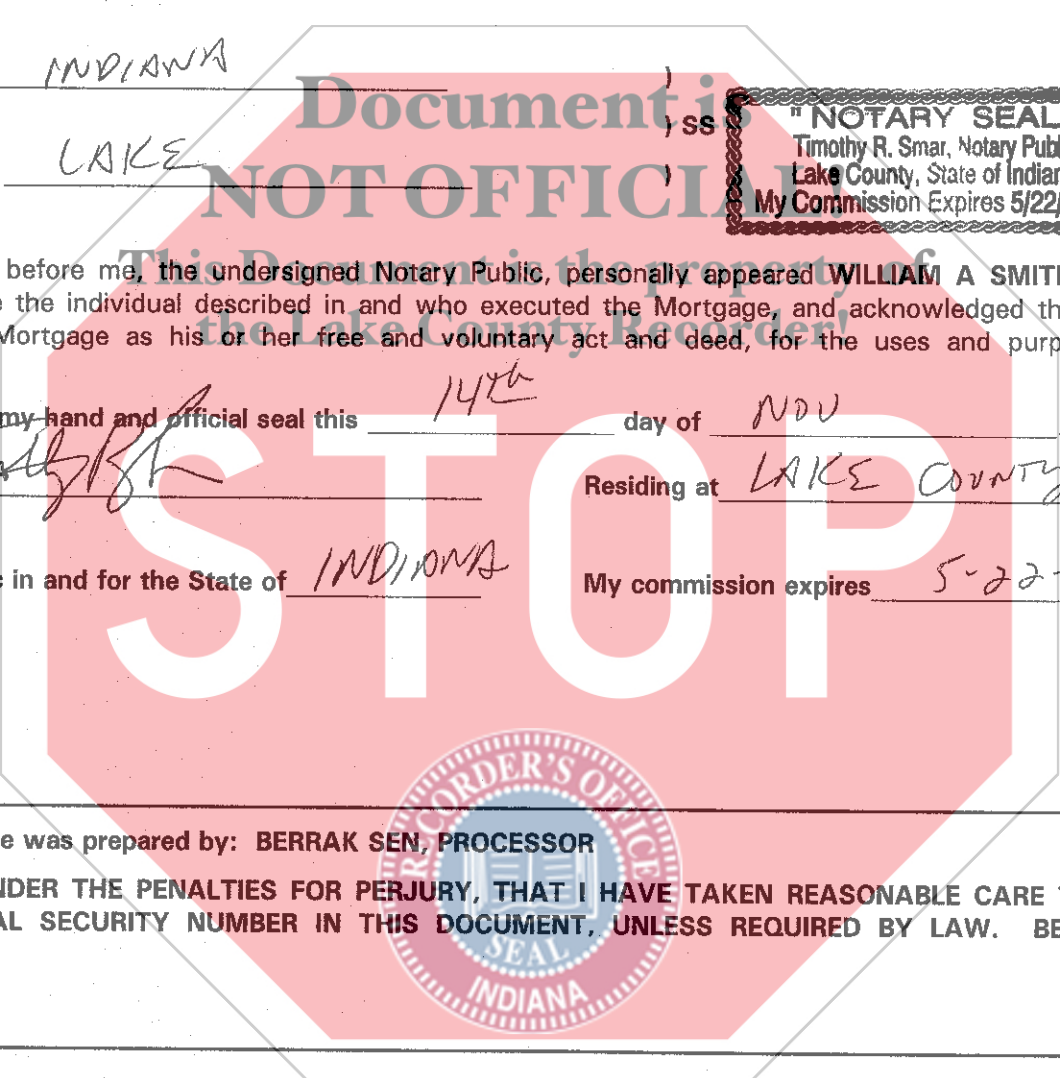 INDIANA
)
Document is
) SS
" NOTARY SEAL
Timothy R. Smar, Notary Publ
LAKE
)
Lake County, State of Indian
NOT OFFICIAL!
My Commission Expires 5/22/
This Document is the property of
before me, the undersigned Notary Public, personally appeared WILLIAM A SMITH
e the individual described in and who executed the Mortgage, and acknowledged th
the Lake County Recorder!
Mortgage as his or her free and voluntary act and deed, for the uses and purp
my hand and official seal this 14th day of NOV
Residing at LAKE COUNTY
STOP
c in and for the State of INDIANA My commission expires 5-22-
RECORDER'S OFFICE
e was prepared by: BERRAK SEN, PROCESSOR
NDER THE PENALTIES FOR PERJURY, THAT I HAVE TAKEN REASONABLE CARE T
AL SECURITY NUMBER IN THIS DOCUMENT, UNLESS REQUIRED BY LAW. BE
SEAL
INDIANA